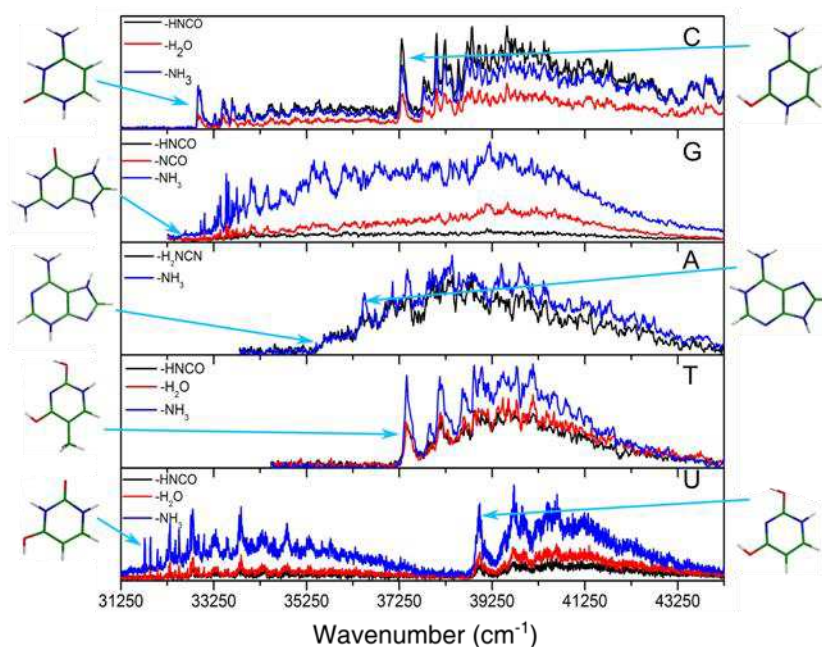 -HNCO
-H2O
-NH3
C
-HNCO
-NCO
-NH3
G
-H2NCN
-NH3
A
-HNCO
-H2O
-NH3
T
-HNCO
-H2O
-NH3
U
31250 33250 35250 37250 39250 41250 43250
Wavenumber (cm-1)